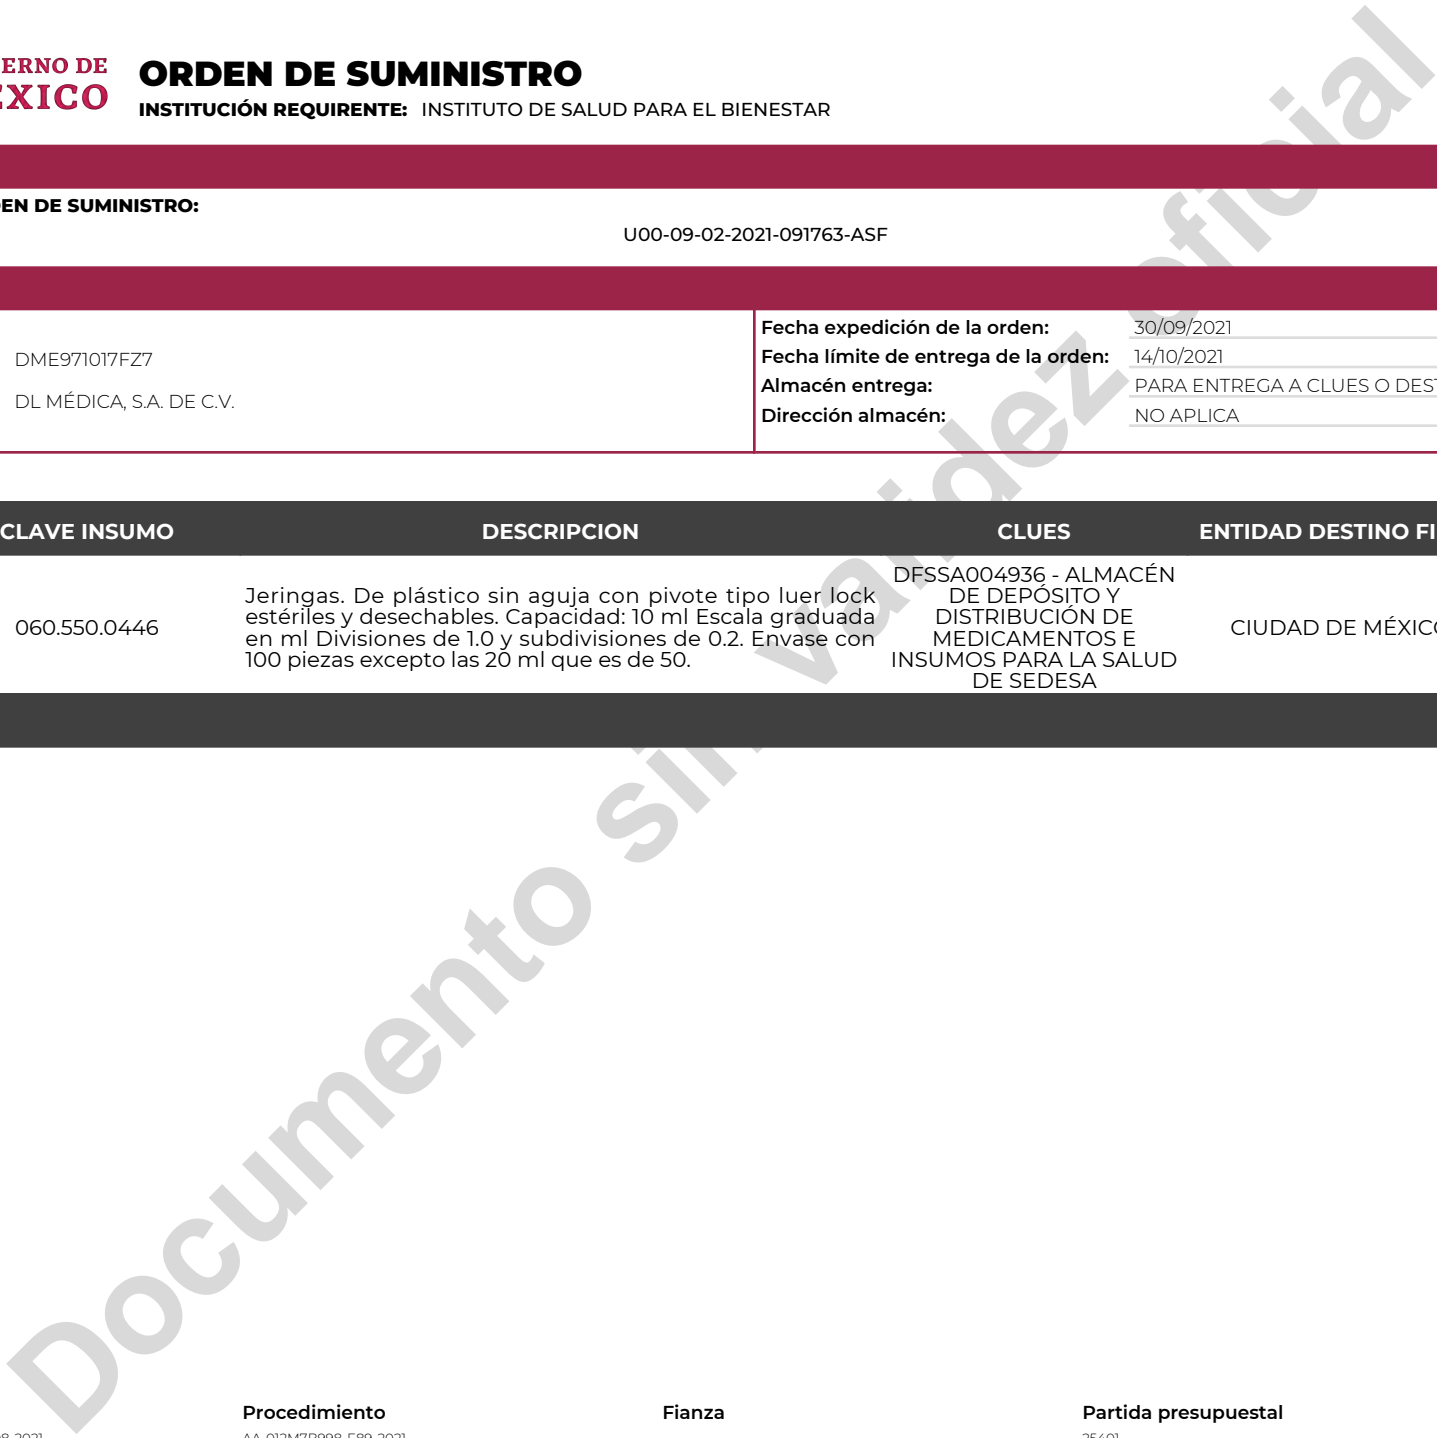 ERNO DE
ORDEN DE SUMINISTRO
INSTITUCIÓN REQUIRENTE: INSTITUTO DE SALUD PARA EL BIENESTAR
EN DE SUMINISTRO:
U00-09-02-2021-091763-ASF
DME971017FZ7
DL MÉDICA, S.A. DE C.V.
Fecha expedición de la orden: 30/09/2021
Fecha límite de entrega de la orden: 14/10/2021
Almacén entrega: PARA ENTREGA A CLUES O DEST
Dirección almacén: NO APLICA
CLAVE INSUMO DESCRIPCION CLUES ENTIDAD DESTINO FI
060.550.0446
Jeringas. De plástico sin aguja con pivote tipo luer lock
estériles y desechables. Capacidad: 10 ml Escala graduada
en ml Divisiones de 1.0 y subdivisiones de 0.2. Envase con
100 piezas excepto las 20 ml que es de 50.
DFSSA004936 - ALMACÉN
DE DEPÓSITO Y
DISTRIBUCIÓN DE
MEDICAMENTOS E
INSUMOS PARA LA SALUD
DE SEDESA
CIUDAD DE MÉXICO
Documento sin validez oficial
Procedimiento Fianza Partida presupuestal